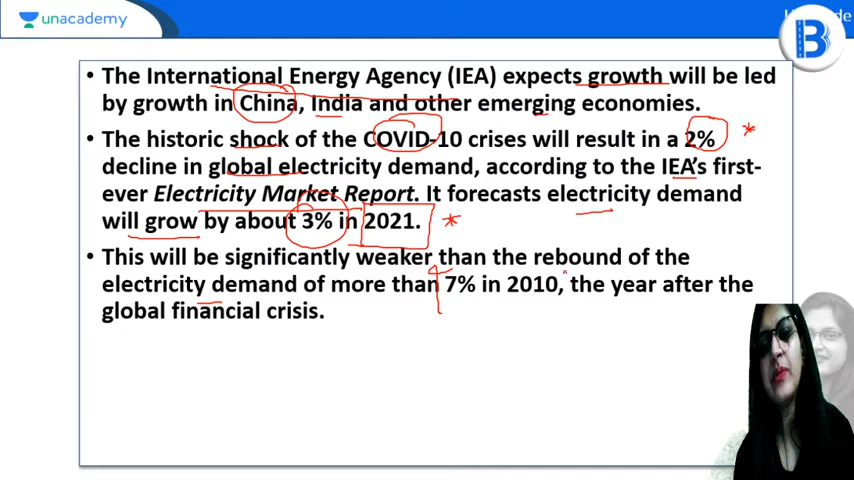 unacademy
B
• The International Energy Agency (IEA) expects growth will be led
by growth in China, India and other emerging economies.
• The historic shock of the COVID-10 crises will result in a 2%
decline in global electricity demand, according to the IEA's first-
ever Electricity Market Report. It forecasts electricity demand
will grow by about 3% in 2021.
• This will be significantly weaker than the rebound of the
electricity demand of more than 7% in 2010, the year after the
global financial crisis.